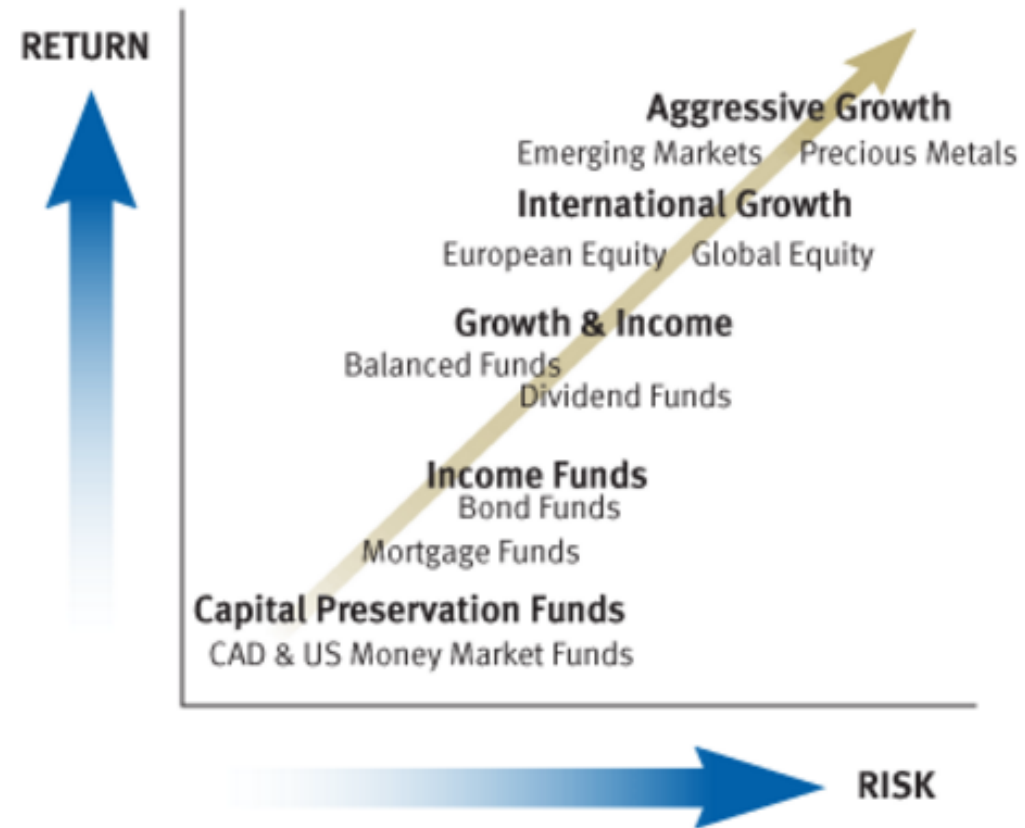 RETURN
Aggressive Growth
Emerging Markets Precious Metals
International Growth
European Equity Global Equity
Growth & Income
Balanced Funds
Dividend Funds
Income Funds
Bond Funds
Mortgage Funds
Capital Preservation Funds
CAD & US Money Market Funds
RISK